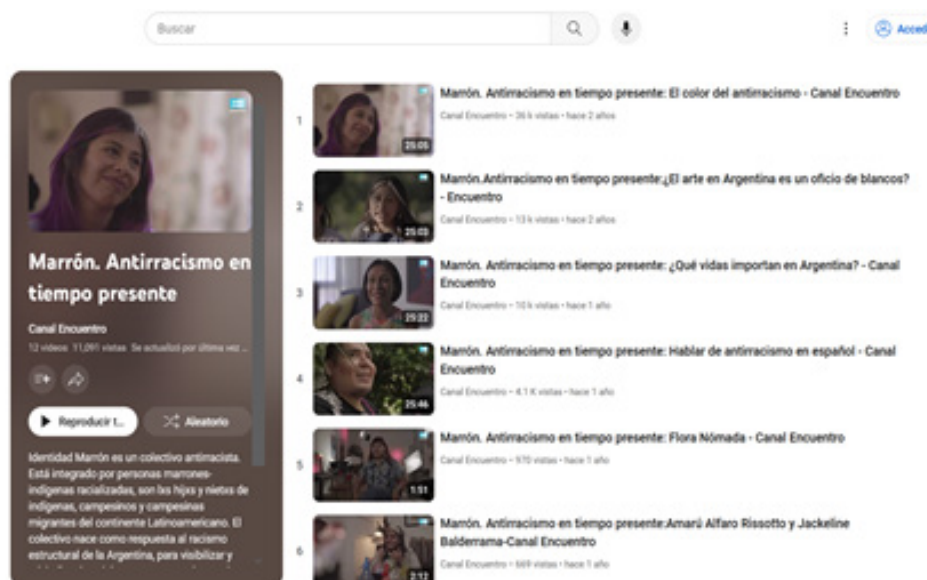 Buscar
Acced
Marrón. Antirracismo en
tiempo presente
Canal Encuentro
12 videos 11,091 vistas Se actualizó por última vez ...
Reproducir t...
Aleatorio
Identidad Marrón es un colectivo antirracista.
Está integrado por personas marrones-
indígenas racializadas, son lxs hijxs y nietxs de
indígenas, campesinos y campesinas
migrantes del continente Latinoamericano. El
colectivo nace como respuesta al racismo
estructural de la Argentina, para visibilizar y
1
25:05
Marrón. Antirracismo en tiempo presente: El color del antirracismo - Canal Encuentro
Canal Encuentro • 36 k vistas • hace 2 años
2
25:03
Marrón.Antirracismo en tiempo presente:¿El arte en Argentina es un oficio de blancos?
- Encuentro
Canal Encuentro • 13 k vistas • hace 2 años
3
25:22
Marrón. Antirracismo en tiempo presente: ¿Qué vidas importan en Argentina? - Canal
Encuentro
Canal Encuentro • 10 k vistas • hace 1 año
4
25:46
Marrón. Antirracismo en tiempo presente: Hablar de antirracismo en español - Canal
Encuentro
Canal Encuentro • 4.1 K vistas • hace 1 año
5
1:51
Marrón. Antirracismo en tiempo presente: Flora Nómada - Canal Encuentro
Canal Encuentro • 970 vistas • hace 1 año
6
2:12
Marrón. Antirracismo en tiempo presente:Amarú Alfaro Rissotto y Jackeline
Balderrama-Canal Encuentro
Canal Encuentro • 669 vistas • hace 1 año